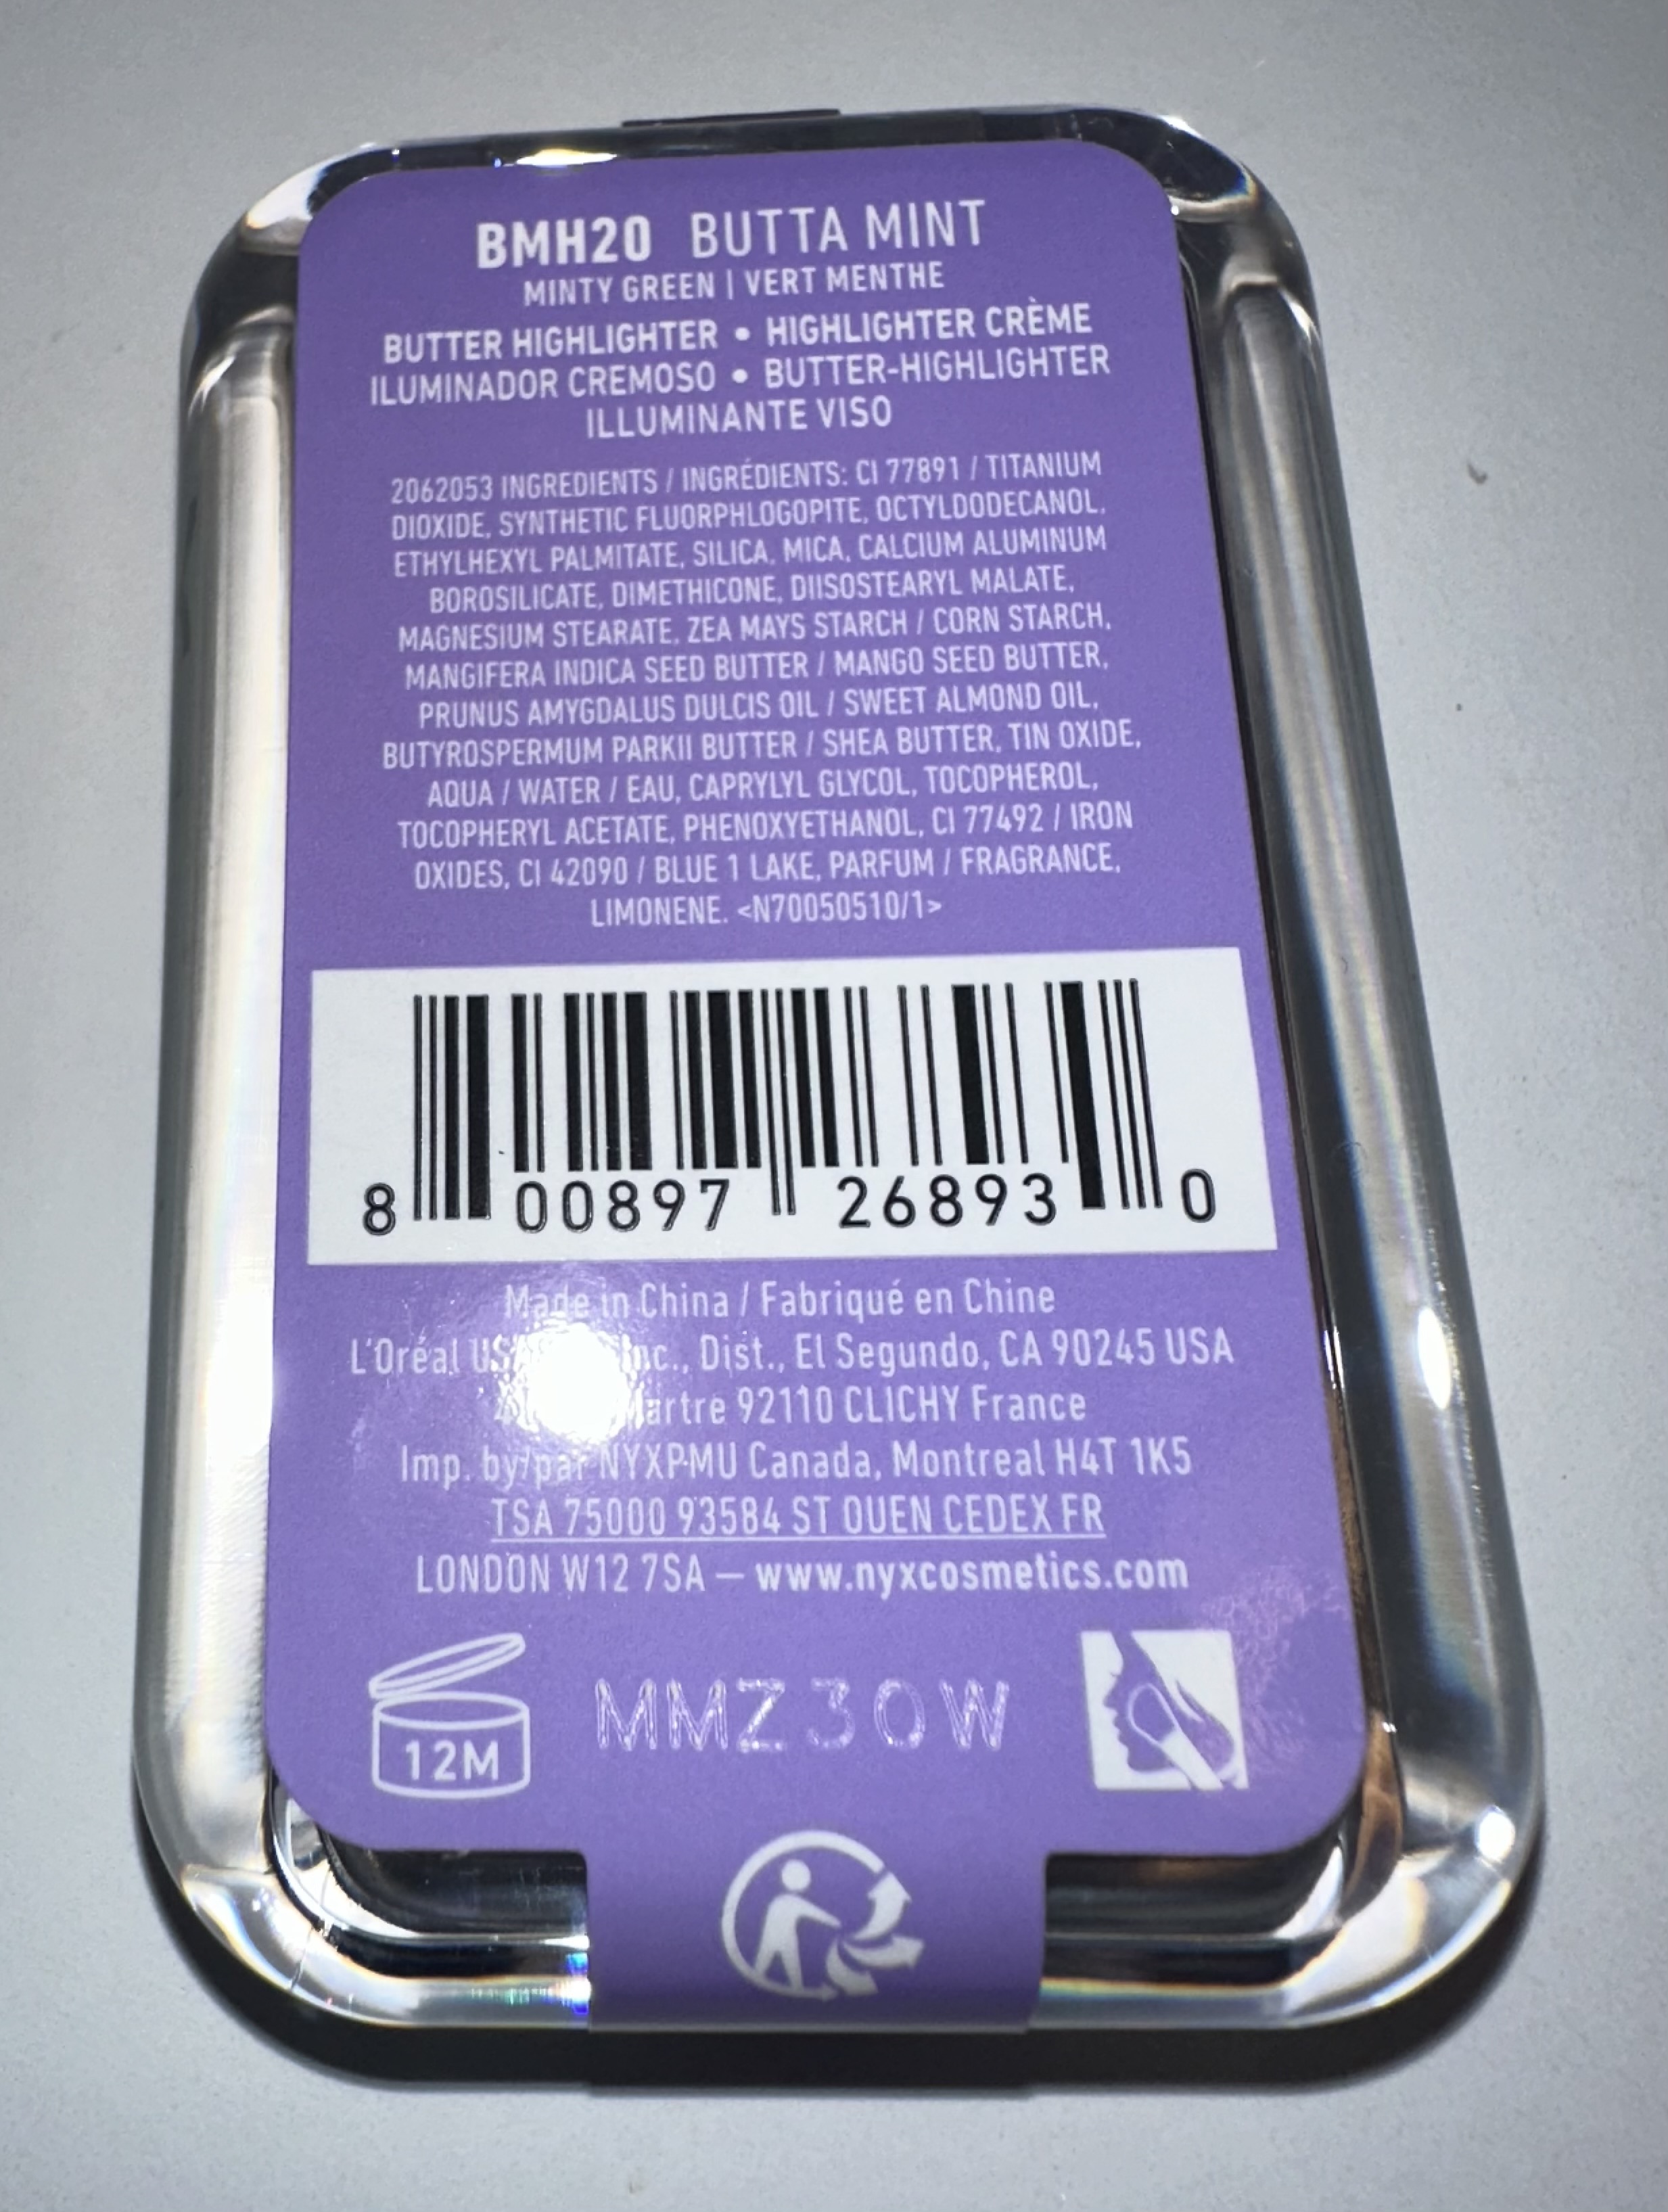 BMH20 BUTTA MINT
MINTY GREEN | VERT MENTHE
BUTTER HIGHLIGHTER • HIGHLIGHTER CRÈME
ILUMINADOR CREMOSO • BUTTER-HIGHLIGHTER
ILLUMINANTE VISO
2062053 INGREDIENTS / INGRÉDIENTS: CI 77891 / TITANIUM
DIOXIDE, SYNTHETIC FLUORPHLOGOPITE, OCTYLDODECANOL,
ETHYLHEXYL PALMITATE, SILICA, MICA, CALCIUM ALUMINUM
BOROSILICATE, DIMETHICONE, DIISOSTEARYL MALATE,
MAGNESIUM STEARATE, ZEA MAYS STARCH / CORN STARCH,
MANGIFERA INDICA SEED BUTTER / MANGO SEED BUTTER,
PRUNUS AMYGDALUS DULCIS OIL / SWEET ALMOND OIL,
BUTYROSPERMUM PARKII BUTTER / SHEA BUTTER, TIN OXIDE,
AQUA / WATER / EAU, CAPRYLYL GLYCOL, TOCOPHEROL,
TOCOPHERYL ACETATE, PHENOXYETHANOL, CI 77492 / IRON
OXIDES, CI 42090 / BLUE 1 LAKE, PARFUM / FRAGRANCE,
LIMONENE. <N70050510/1>
8 00897 26893 0
Made in China / Fabriqué en Chine
L'Oréal Inc., Dist., El Segundo, CA 90245 USA
92110 CLICHY France
Imp. by/par NYXPMU Canada, Montreal H4T 1K5
TSA 75000 93584 ST OUEN CEDEX FR
LONDON W12 7SA — www.nyxcosmetics.com
12M MMZ30W